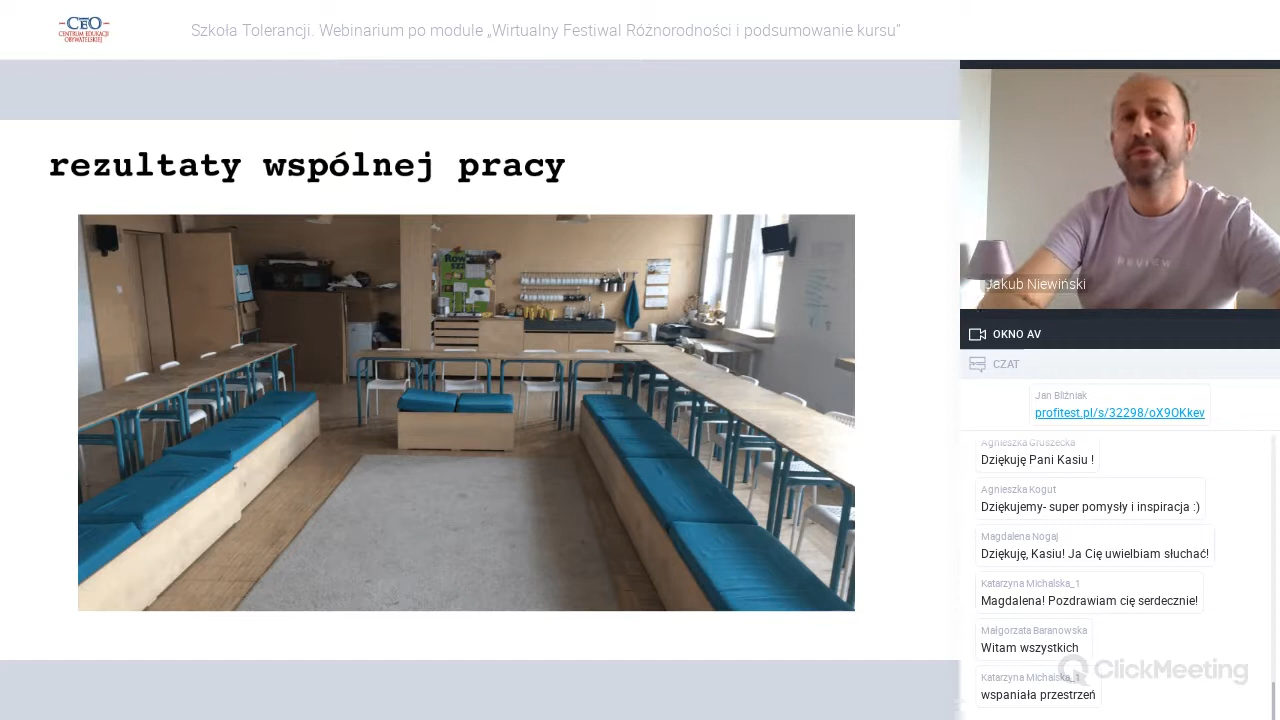 CEO
CENTRUM EDUKACJI
OBYWATELSKIEJ
Szkoła Tolerancji. Webinarium po module „Wirtualny Festiwal Różnorodności i podsumowanie kursu"
rezultaty wspólnej pracy
REVIEW
Jakub Niewiński
OKNO AV
CZAT
Jan Bliźniak
profitest.pl/s/32298/oX9OKkev
Agnieszka Gruszecka
Dziękuję Pani Kasiu !
Agnieszka Kogut
Dziękujemy- super pomysły i inspiracja :)
Magdalena Nogaj
Dziękuję, Kasiu! Ja Cię uwielbiam słuchać!
Katarzyna Michalska_1
Magdalena! Pozdrawiam cię serdecznie!
Małgorzata Baranowska
Witam wszystkich
Katarzyna Michalska_1
wspaniała przestrzeń
ClickMeeting